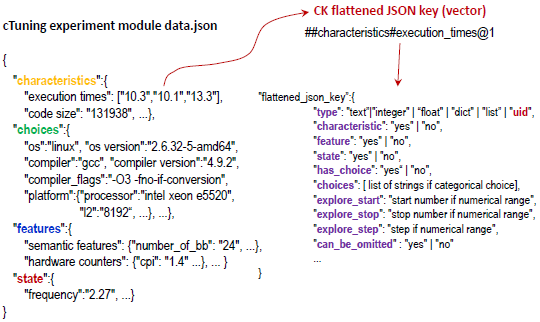 cTuning experiment module data.json
CK flattened JSON key (vector)
##characteristics#execution_times@1
{
"characteristics":{
"execution times": ["10.3","10.1","13.3"],
"code size": "131938", ...},
"choices":{
"os":"linux", "os version":"2.6.32-5-amd64",
"compiler":"gcc", "compiler version":"4.9.2",
"compiler_flags":"-O3 -fno-if-conversion",
"platform":{"processor":"intel xeon e5520",
"l2":"8192", ...}, ...},
"features":{
"semantic features": {"number_of_bb": "24", ...},
"hardware counters": {"cpi": "1.4" ...}, ... }
"state":{
"frequency":"2.27", ...}
}
"flattened_json_key":{
"type": "text"|"integer" | "float" | "dict" | "list" | "uid",
"characteristic": "yes" | "no",
"feature": "yes" | "no",
"state": "yes" | "no",
"has_choice": "yes" | "no",
"choices": [ list of strings if categorical choice],
"explore_start": "start number if numerical range",
"explore_stop": "stop number if numerical range",
"explore_step": "step if numerical range",
"can_be_omitted" : "yes" | "no"
...
}